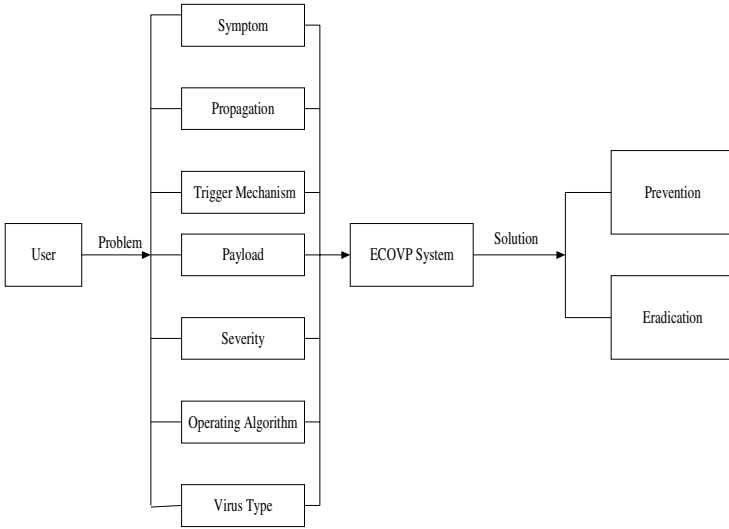 Symptom
Propagation
Trigger Mechanism
User
Problem
Payload
ECOVP System
Solution
Prevention
Eradication
Severity
Operating Algorithm
Virus Type